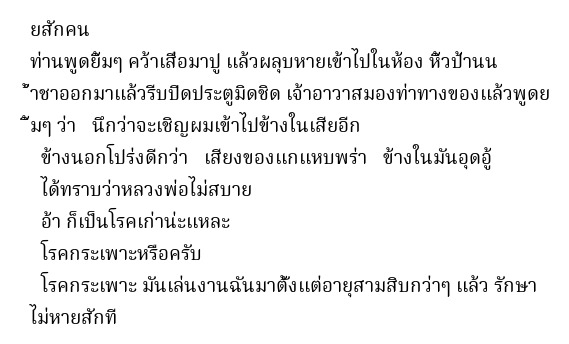 ยสักคน
ท่านพูดยิ้มๆ คว้าเสื่อมาปู แล้วผลุบหายเข้าไปในห้อง หิ้วป้านน
้ำชาออกมาแล้วรีบปิดประตูมิดชิด เจ้าอาวาสมองท่าทางของแล้วพูดย
ิ้มๆ ว่า นึกว่าจะเชิญผมเข้าไปข้างในเสียอีก
ข้างนอกโปร่งดีกว่า เสียงของแกแหบพร่า ข้างในมันอุดอู้
ได้ทราบว่าหลวงพ่อไม่สบาย
อ้า ก็เป็นโรคเก่าน่ะแหละ
โรคกระเพาะหรือครับ
โรคกระเพาะ มันเล่นงานฉันมาตั้งแต่อายุสามสิบกว่าๆ แล้ว รักษา
ไม่หายสักที